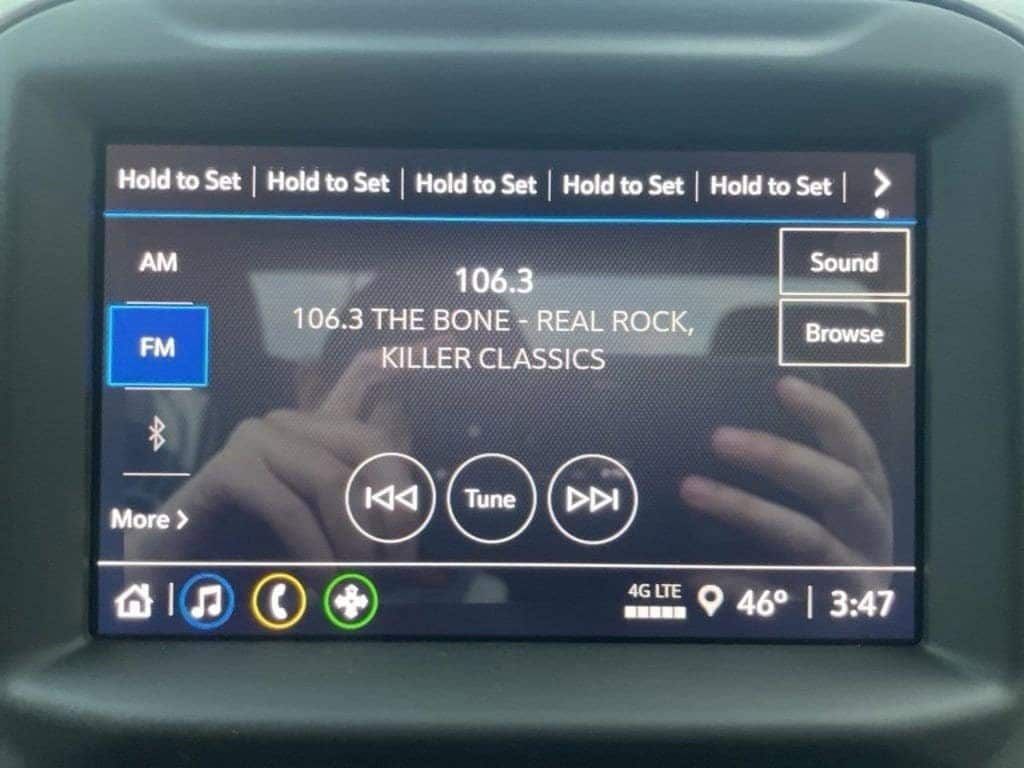 Hold to Set | Hold to Set | Hold to Set | Hold to Set | Hold to Set |
AM
Sound
106.3
106.3 THE BONE - REAL ROCK,
KILLER CLASSICS
FM
Browse
Tune
More
4G LTE
46° | 3:47